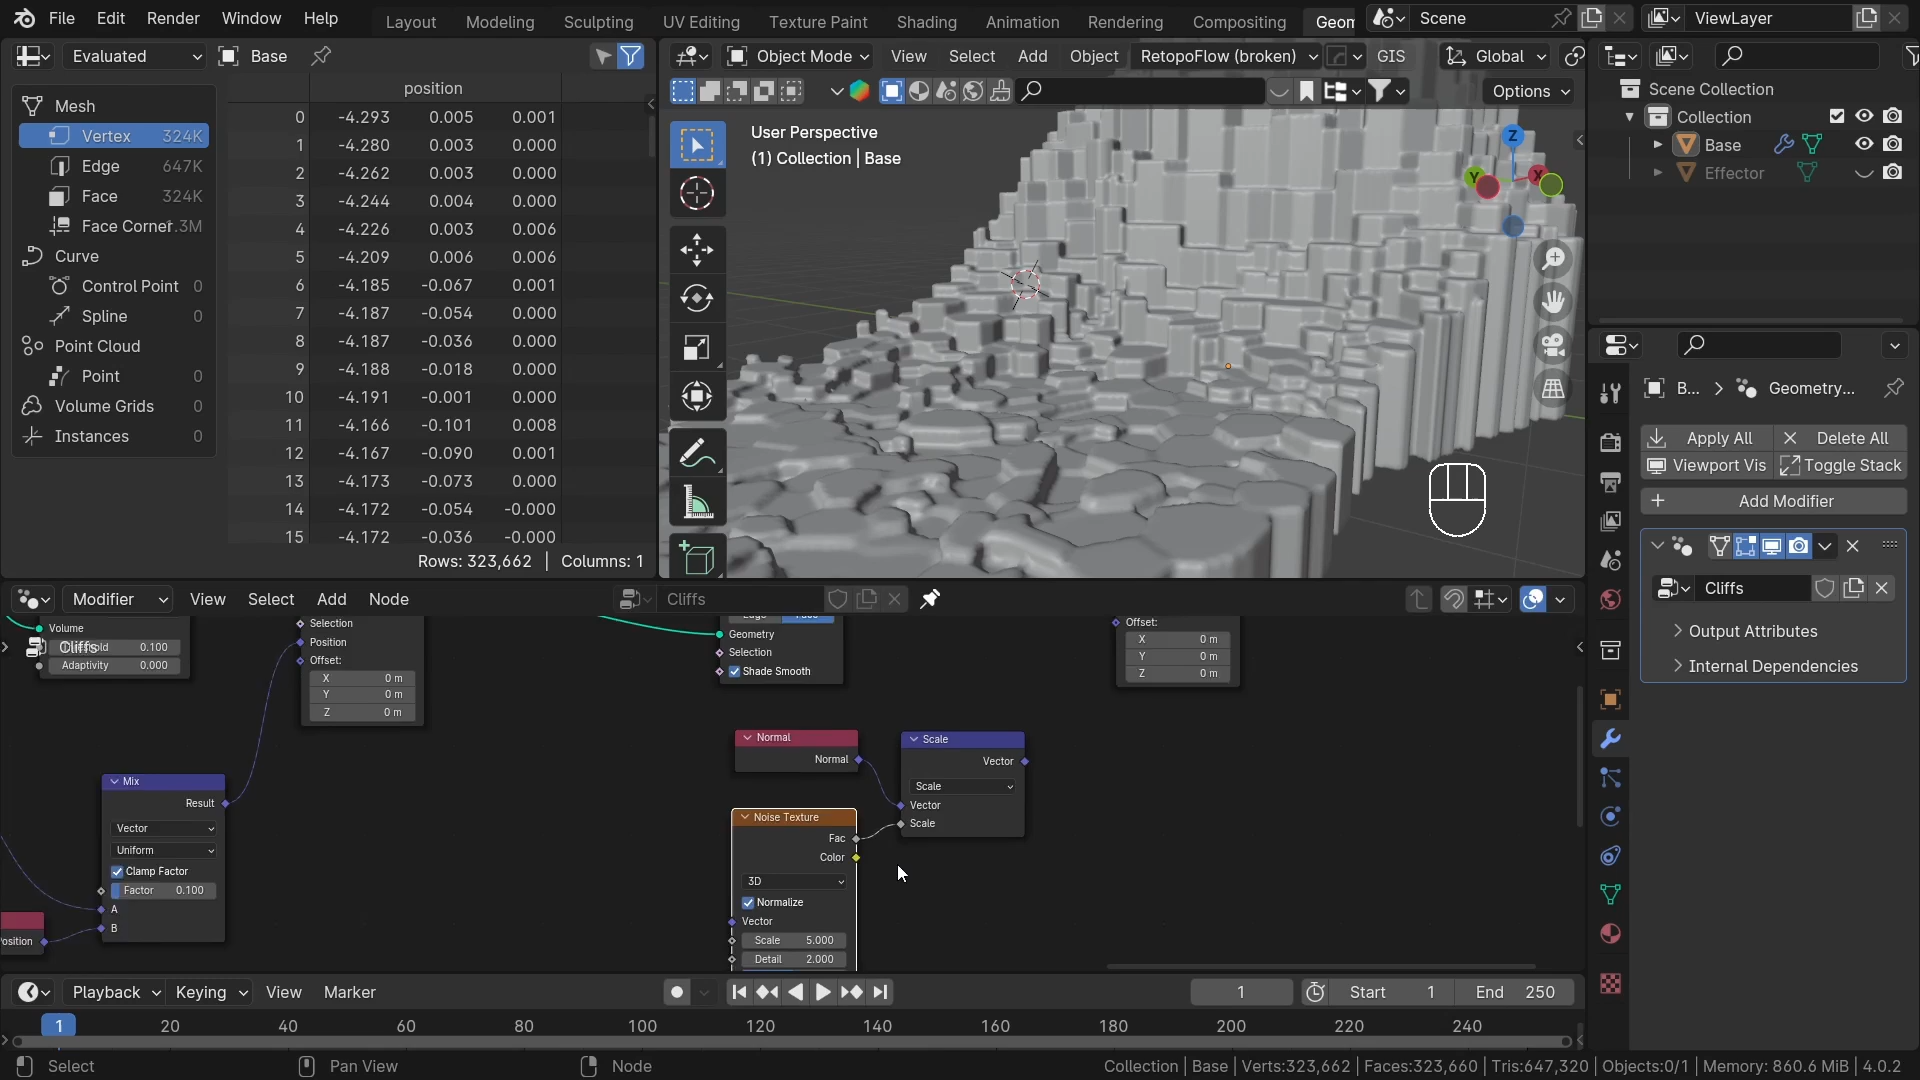 File Edit Render Window Help
Layout Modeling Sculpting UV Editing Texture Paint Shading Animation Rendering Compositing Geom
Scene
ViewLayer
Evaluated
Base
Mesh
Vertex 324K
Edge 647K
Face 324K
Face Corner 1.3M
Curve
Control Point 0
Spline 0
Point Cloud
Point 0
Volume Grids 0
Instances 0
position
0 -4.293 0.005 0.001
1 -4.280 0.003 0.000
2 -4.262 0.003 0.000
3 -4.244 0.004 0.000
4 -4.226 0.003 0.006
5 -4.209 0.006 0.006
6 -4.185 -0.067 0.001
7 -4.187 -0.054 0.000
8 -4.187 -0.036 0.000
9 -4.188 -0.018 0.000
10 -4.191 -0.001 0.000
11 -4.166 -0.101 0.008
12 -4.167 -0.090 0.001
13 -4.173 -0.073 0.000
14 -4.172 -0.054 -0.000
15 -4.172 -0.036 -0.000
Rows: 323,662 | Columns: 1
Object Mode View Select Add Object RetopoFlow (broken) GIS Global
Options
User Perspective
(1) Collection | Base
Z
Y
X
Scene Collection
Collection
Base
Effector
B... > Geometry...
Apply All Delete All
Viewport Vis Toggle Stack
Add Modifier
Cliffs
Output Attributes
Internal Dependencies
Modifier View Select Add Node
Cliffs
Volume
Threshold 0.100
Adaptivity 0.000
Cliffs
Selection
Position
Offset:
X 0 m
Y 0 m
Z 0 m
Mix
Result
Vector
Uniform
Clamp Factor
Factor 0.100
A
B
Position
Geometry
Selection
Shade Smooth
Normal
Normal
Scale
Vector
Scale
Vector
Scale
Noise Texture
Fac
Color
3D
Normalize
Vector
Scale 5.000
Detail 2.000
Offset:
X 0 m
Y 0 m
Z 0 m
Playback Keying View Marker
1
Start 1
End 250
1 20 40 60 80 100 120 140 160 180 200 220 240
Select
Pan View
Node
Collection | Base | Verts:323,662 | Faces:323,660 | Tris:647,320 | Objects:0/1 | Memory: 860.6 MiB | 4.0.2